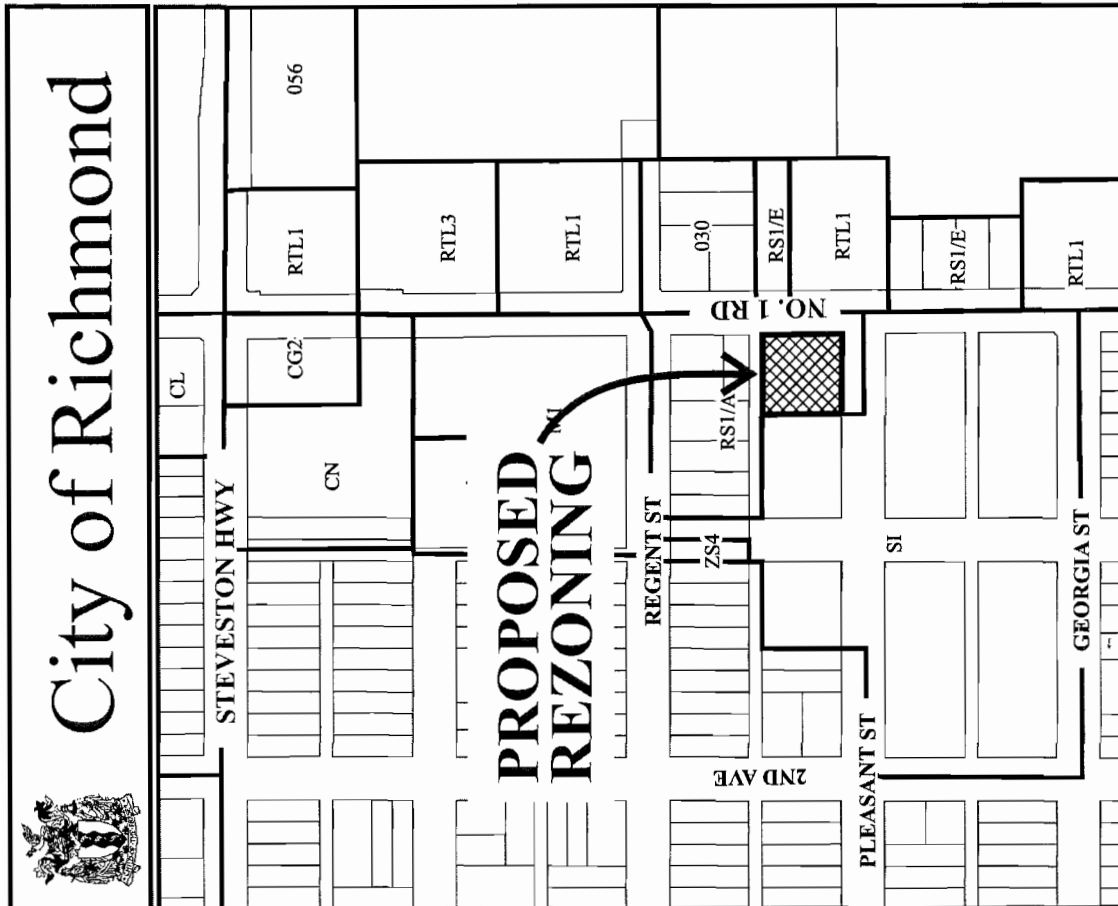 City of Richmond
CL
STEVESTON HWY
056
RTL1
CG2
CN
RTL3
RTL1
PROPOSED
REZONING
REGENT ST
030
RS1/A
ZS4
RS1/E
NO. 1 RD
2ND AVE
RTL1
PLEASANT ST
SI
RS1/E
RTL1
GEORGIA ST